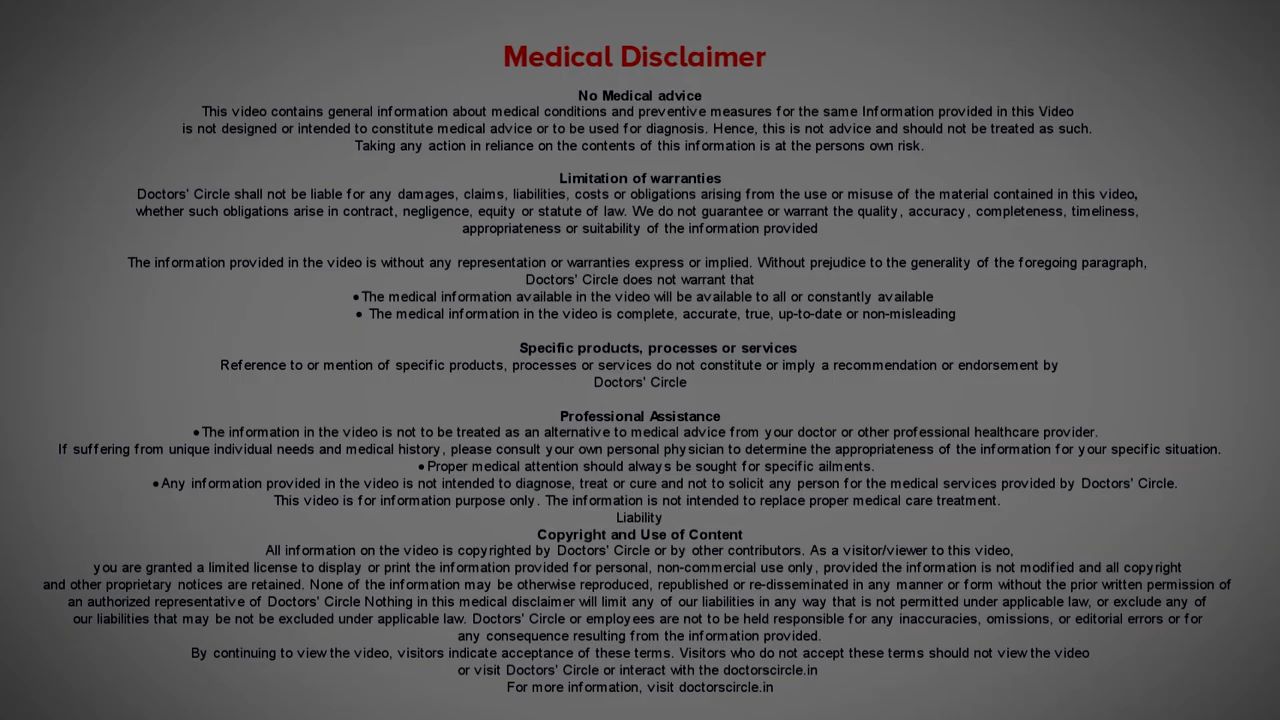 Medical Disclaimer
No Medical advice
This video contains general information about medical conditions and preventive measures for the same Information provided in this Video
is not designed or intended to constitute medical advice or to be used for diagnosis. Hence, this is not advice and should not be treated as such.
Taking any action in reliance on the contents of this information is at the persons own risk.
Limitation of warranties
Doctors' Circle shall not be liable for any damages, claims, liabilities, costs or obligations arising from the use or misuse of the material contained in this video,
whether such obligations arise in contract, negligence, equity or statute of law. We do not guarantee or warrant the quality, accuracy, completeness, timeliness,
appropriateness or suitability of the information provided
The information provided in the video is without any representation or warranties express or implied. Without prejudice to the generality of the foregoing paragraph,
Doctors' Circle does not warrant that
•The medical information available in the video will be available to all or constantly available
• The medical information in the video is complete, accurate, true, up-to-date or non-misleading
Specific products, processes or services
Reference to or mention of specific products, processes or services do not constitute or imply a recommendation or endorsement by
Doctors' Circle
Professional Assistance
•The information in the video is not to be treated as an alternative to medical advice from your doctor or other professional healthcare provider.
If suffering from unique individual needs and medical history, please consult your own personal physician to determine the appropriateness of the information for your specific situation.
•Proper medical attention should always be sought for specific ailments.
•Any information provided in the video is not intended to diagnose, treat or cure and not to solicit any person for the medical services provided by Doctors' Circle.
This video is for information purpose only. The information is not intended to replace proper medical care treatment.
Liability
Copyright and Use of Content
All information on the video is copyrighted by Doctors' Circle or by other contributors. As a visitor/viewer to this video,
you are granted a limited license to display or print the information provided for personal, non-commercial use only, provided the information is not modified and all copyright
and other proprietary notices are retained. None of the information may be otherwise reproduced, republished or re-disseminated in any manner or form without the prior written permission of
an authorized representative of Doctors' Circle Nothing in this medical disclaimer will limit any of our liabilities in any way that is not permitted under applicable law, or exclude any of
our liabilities that may be not be excluded under applicable law. Doctors' Circle or employees are not to be held responsible for any inaccuracies, omissions, or editorial errors or for
any consequence resulting from the information provided.
By continuing to view the video, visitors indicate acceptance of these terms. Visitors who do not accept these terms should not view the video
or visit Doctors' Circle or interact with the doctorscircle.in
For more information, visit doctorscircle.in